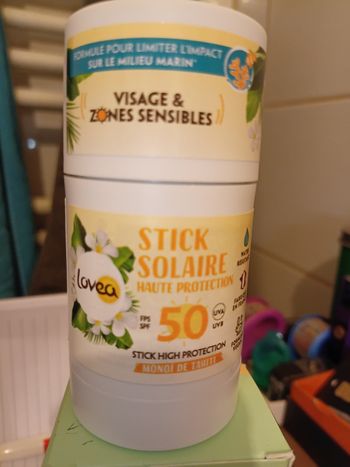 FORMULE POUR LIMITER L'IMPACT
SUR LE MILIEU MARIN*
VISAGE &
ZONES SENSIBLES
STICK
SOLAIRE
HAUTE PROTECTION
lovea
FPS
SPF
50
UVA
UVB
STICK HIGH PROTECTION
MONOÏ DE TAHITI
WATER